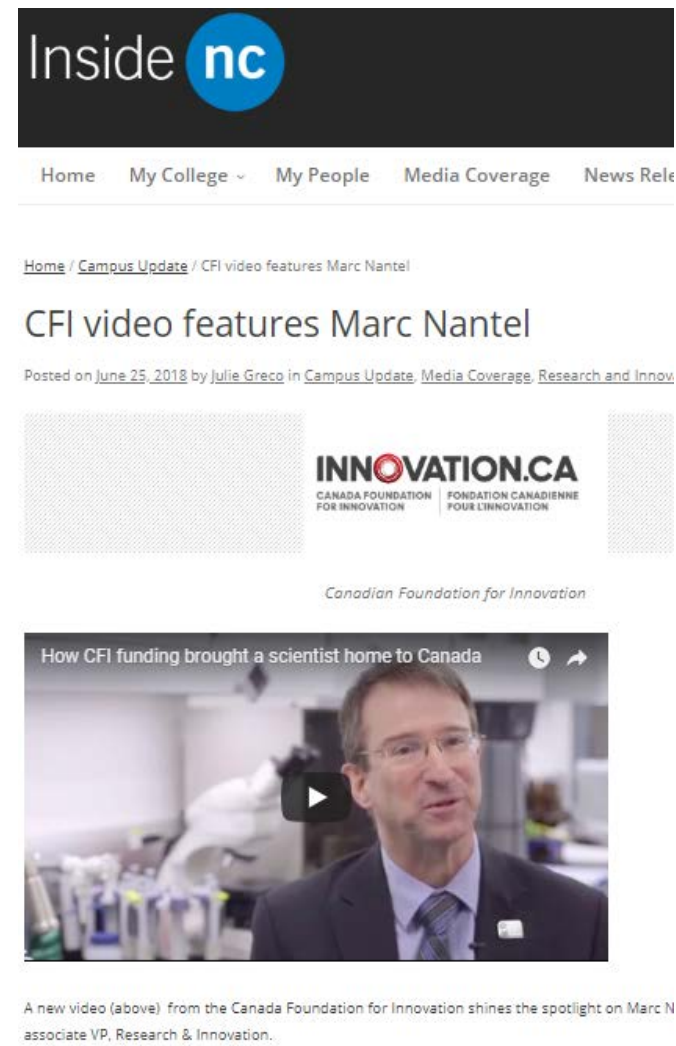 Inside nc
Home My College My People Media Coverage News Rele
Home / Campus Update / CFI video features Marc Nantel
CFI video features Marc Nantel
Posted on June 25, 2018 by Julie Greco in Campus Update, Media Coverage, Research and Innova
INNOVATION.CA
CANADA FOUNDATION FOR INNOVATION
FONDATION CANADIENNE POUR L'INNOVATION
Canadian Foundation for Innovation
How CFI funding brought a scientist home to Canada
A new video (above) from the Canada Foundation for Innovation shines the spotlight on Marc N
associate VP, Research & Innovation.